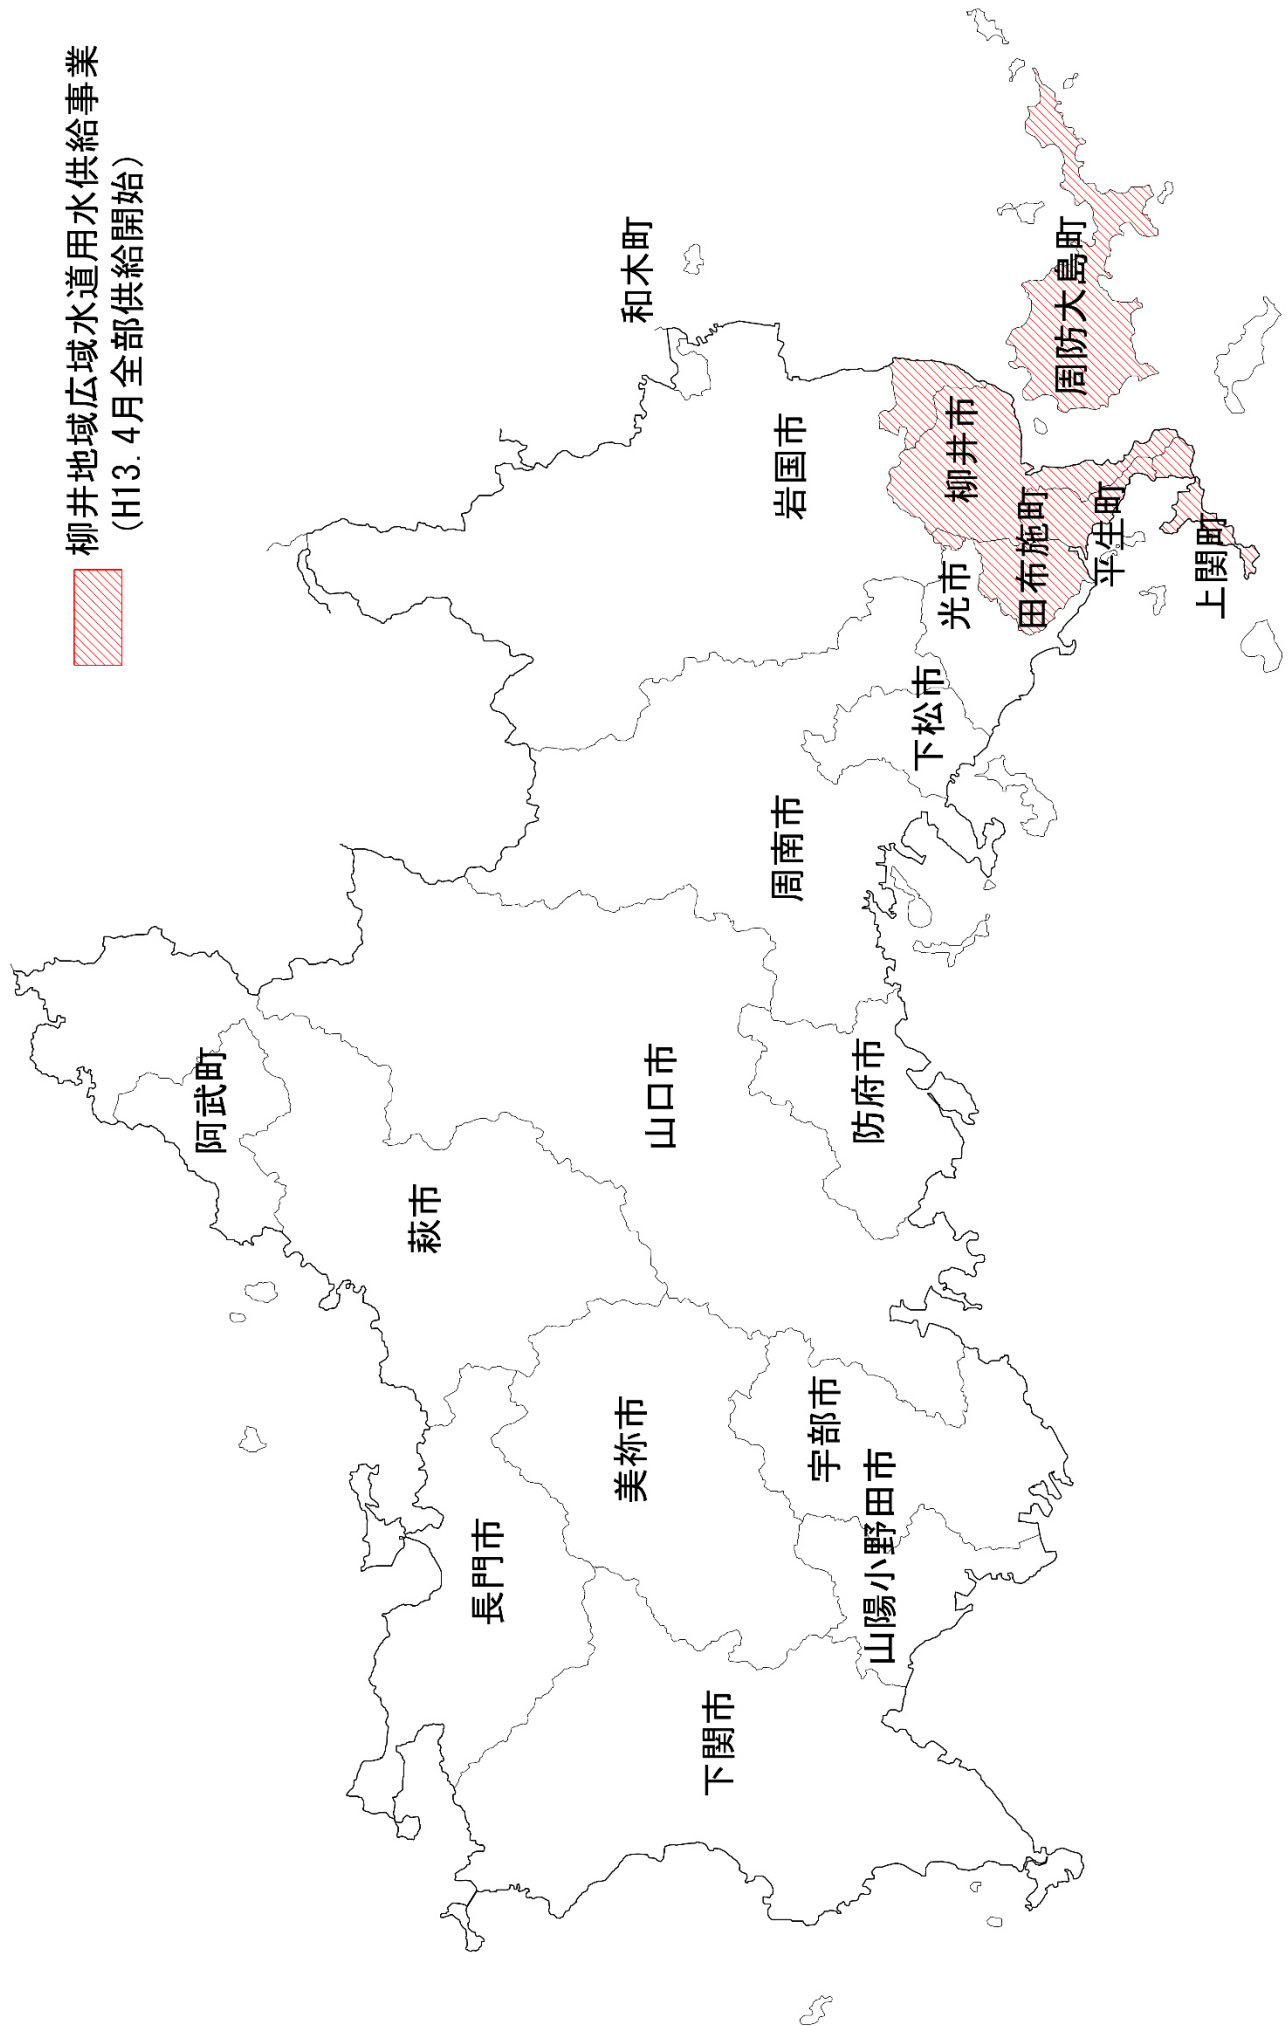 柳井地域広域水道用水供給事業
(H13.4月全部供給開始)
阿武町
萩市
長門市
美祢市
山口市
下関市
宇部市
山陽小野田市
防府市
周南市
下松市
光市
岩国市
和木町
柳井市
田布施町
平生町
上関町
周防大島町